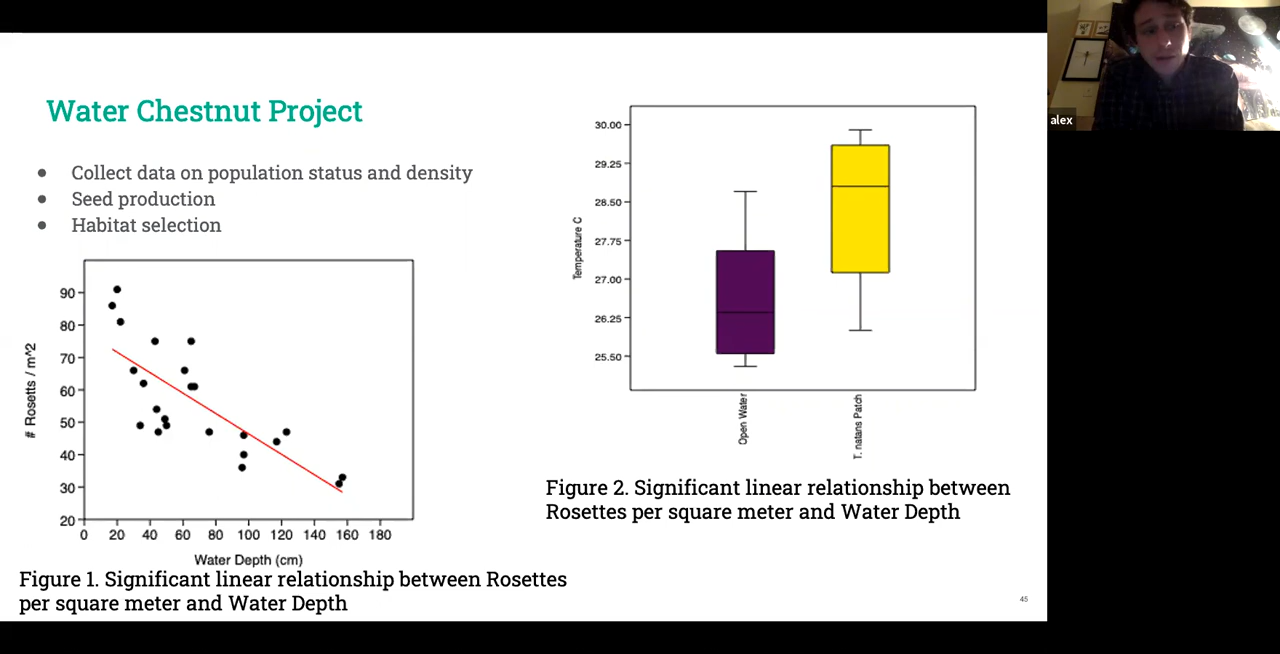 Water Chestnut Project
● Collect data on population status and density
● Seed production
● Habitat selection
# Rosetts / m^2
90
80
70
60
50
40
30
20
0 20 40 60 80 100 120 140 160 180
Water Depth (cm)
Figure 1. Significant linear relationship between Rosettes
per square meter and Water Depth
Temperature C
30.00
29.25
28.50
27.75
27.00
26.25
25.50
Open Water
T. natans Patch
Figure 2. Significant linear relationship between
Rosettes per square meter and Water Depth
45
alex